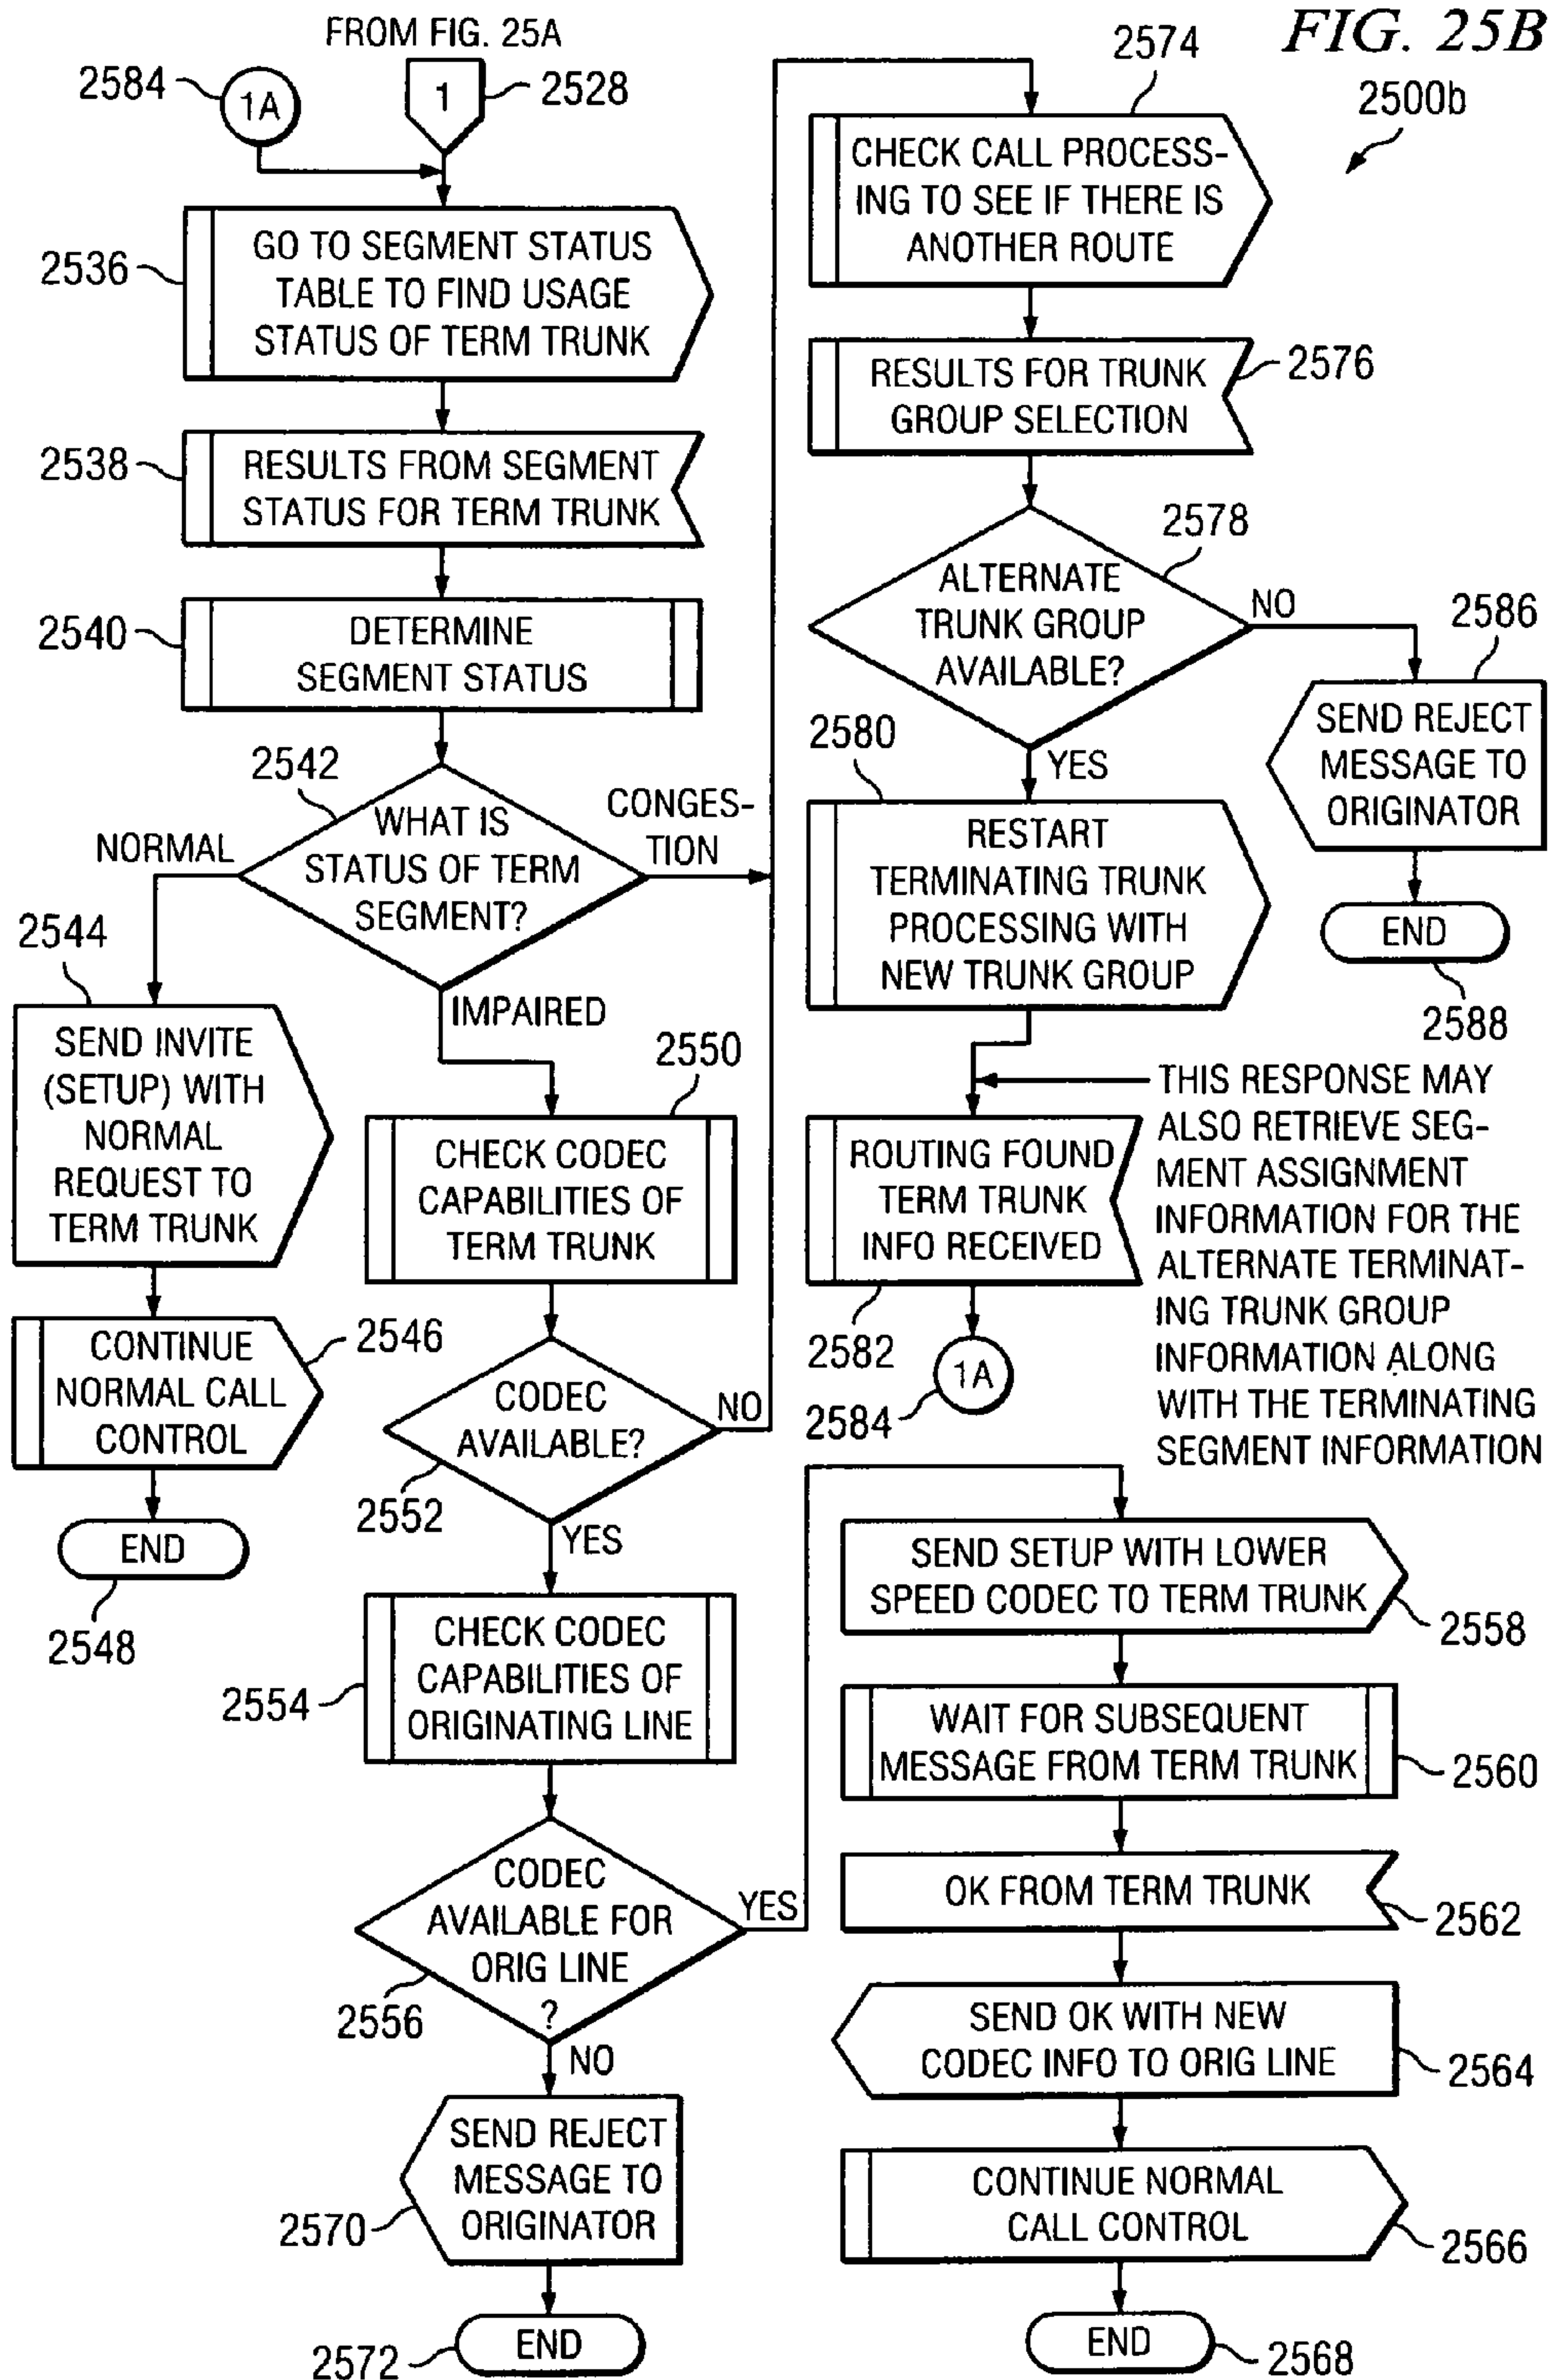 FIG. 25B
2500b
FROM FIG. 25A
2584
1A
1
2528
2536
GO TO SEGMENT STATUS
TABLE TO FIND USAGE
STATUS OF TERM TRUNK
2538
RESULTS FROM SEGMENT
STATUS FOR TERM TRUNK
2540
DETERMINE
SEGMENT STATUS
2542
WHAT IS
STATUS OF TERM
SEGMENT?
NORMAL
CONGES-
TION
IMPAIRED
2544
SEND INVITE
(SETUP) WITH
NORMAL
REQUEST TO
TERM TRUNK
CONTINUE
NORMAL CALL
CONTROL
2546
END
2548
2550
CHECK CODEC
CAPABILITIES OF
TERM TRUNK
CODEC
AVAILABLE?
NO
2552
YES
CHECK CODEC
CAPABILITIES OF
ORIGINATING LINE
2554
CODEC
AVAILABLE FOR
ORIG LINE
?
YES
2556
NO
SEND REJECT
MESSAGE TO
ORIGINATOR
2570
END
2572
2574
CHECK CALL PROCESS-
ING TO SEE IF THERE IS
ANOTHER ROUTE
RESULTS FOR TRUNK
GROUP SELECTION
2576
2578
ALTERNATE
TRUNK GROUP
AVAILABLE?
NO
2586
SEND REJECT
MESSAGE TO
ORIGINATOR
END
2588
YES
2580
RESTART
TERMINATING TRUNK
PROCESSING WITH
NEW TRUNK GROUP
THIS RESPONSE MAY
ALSO RETRIEVE SEG-
MENT ASSIGNMENT
INFORMATION FOR THE
ALTERNATE TERMINAT-
ING TRUNK GROUP
INFORMATION ALONG
WITH THE TERMINATING
SEGMENT INFORMATION
ROUTING FOUND
TERM TRUNK
INFO RECEIVED
2582
1A
2584
SEND SETUP WITH LOWER
SPEED CODEC TO TERM TRUNK
2558
WAIT FOR SUBSEQUENT
MESSAGE FROM TERM TRUNK
2560
OK FROM TERM TRUNK
2562
SEND OK WITH NEW
CODEC INFO TO ORIG LINE
2564
CONTINUE NORMAL
CALL CONTROL
2566
END
2568